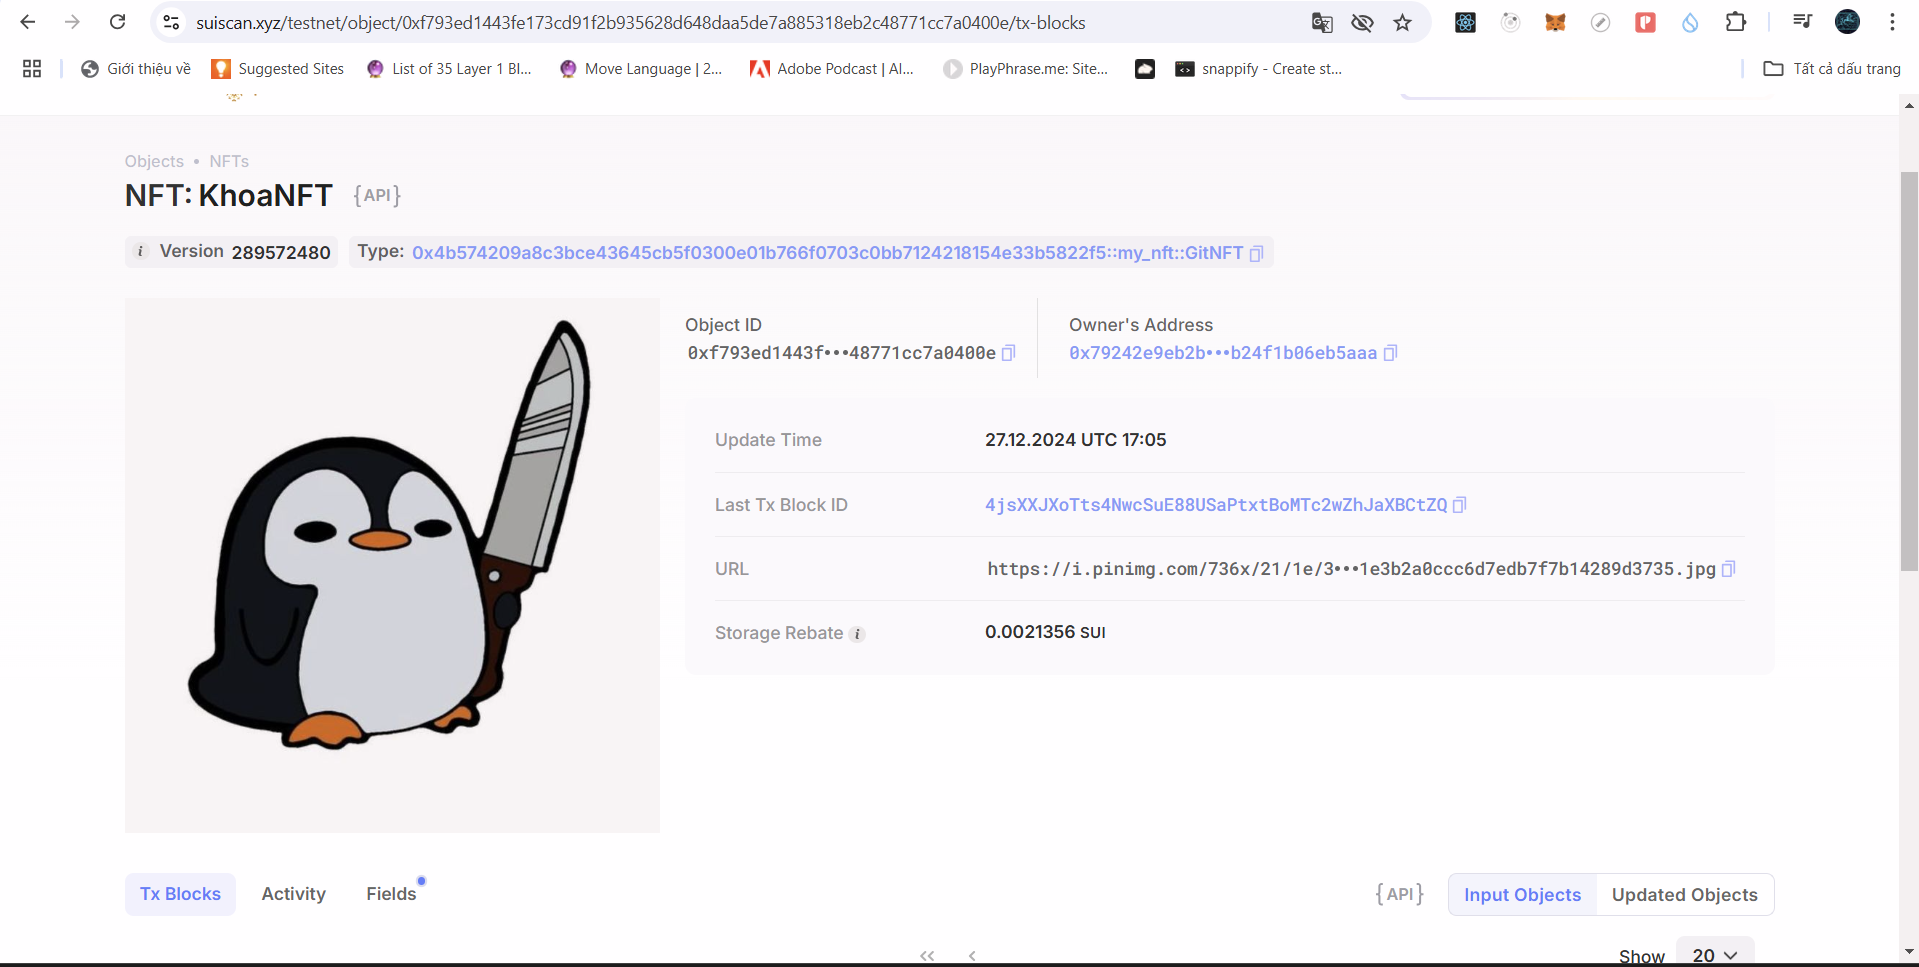 suiscan.xyz/testnet/object/0xf793ed1443fe173cd91f2b935628d648daa5de7a885318eb2c48771cc7a0400e/tx-blocks
Giới thiệu về Suggested Sites List of 35 Layer 1 Bl... Move Language | 2... Adobe Podcast | AI... PlayPhrase.me: Site... snappify - Create st... Tất cả dấu trang
Objects • NFTs
NFT: KhoaNFT {API}
i Version 289572480 Type: 0x4b574209a8c3bce43645cb5f0300e01b766f0703c0bb7124218154e33b5822f5::my_nft::GitNFT
Object ID Owner's Address
0xf793ed1443f•••48771cc7a0400e 0x79242e9eb2b•••b24f1b06eb5aaa
Update Time 27.12.2024 UTC 17:05
Last Tx Block ID 4jsXXJXoTts4NwcSuE88USaPtxtBoMTc2wZhJaXBCtZQ
URL https://i.pinimg.com/736x/21/1e/3•••1e3b2a0ccc6d7edb7f7b14289d3735.jpg
Storage Rebate i 0.0021356 SUI
Tx Blocks Activity Fields {API} Input Objects Updated Objects
Show 20